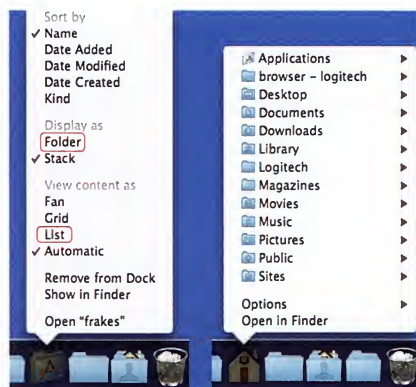 Sort by
✓ Name
Date Added
Date Modified
Date Created
Kind
Display as
Folder
✓ Stack
View content as
Fan
Grid
List
✓ Automatic
Remove from Dock
Show in Finder
Open “frakes”
Applications
browser – logitech
Desktop
Documents
Downloads
Library
Logitech
Magazines
Movies
Music
Pictures
Public
Sites
Options
Open in Finder